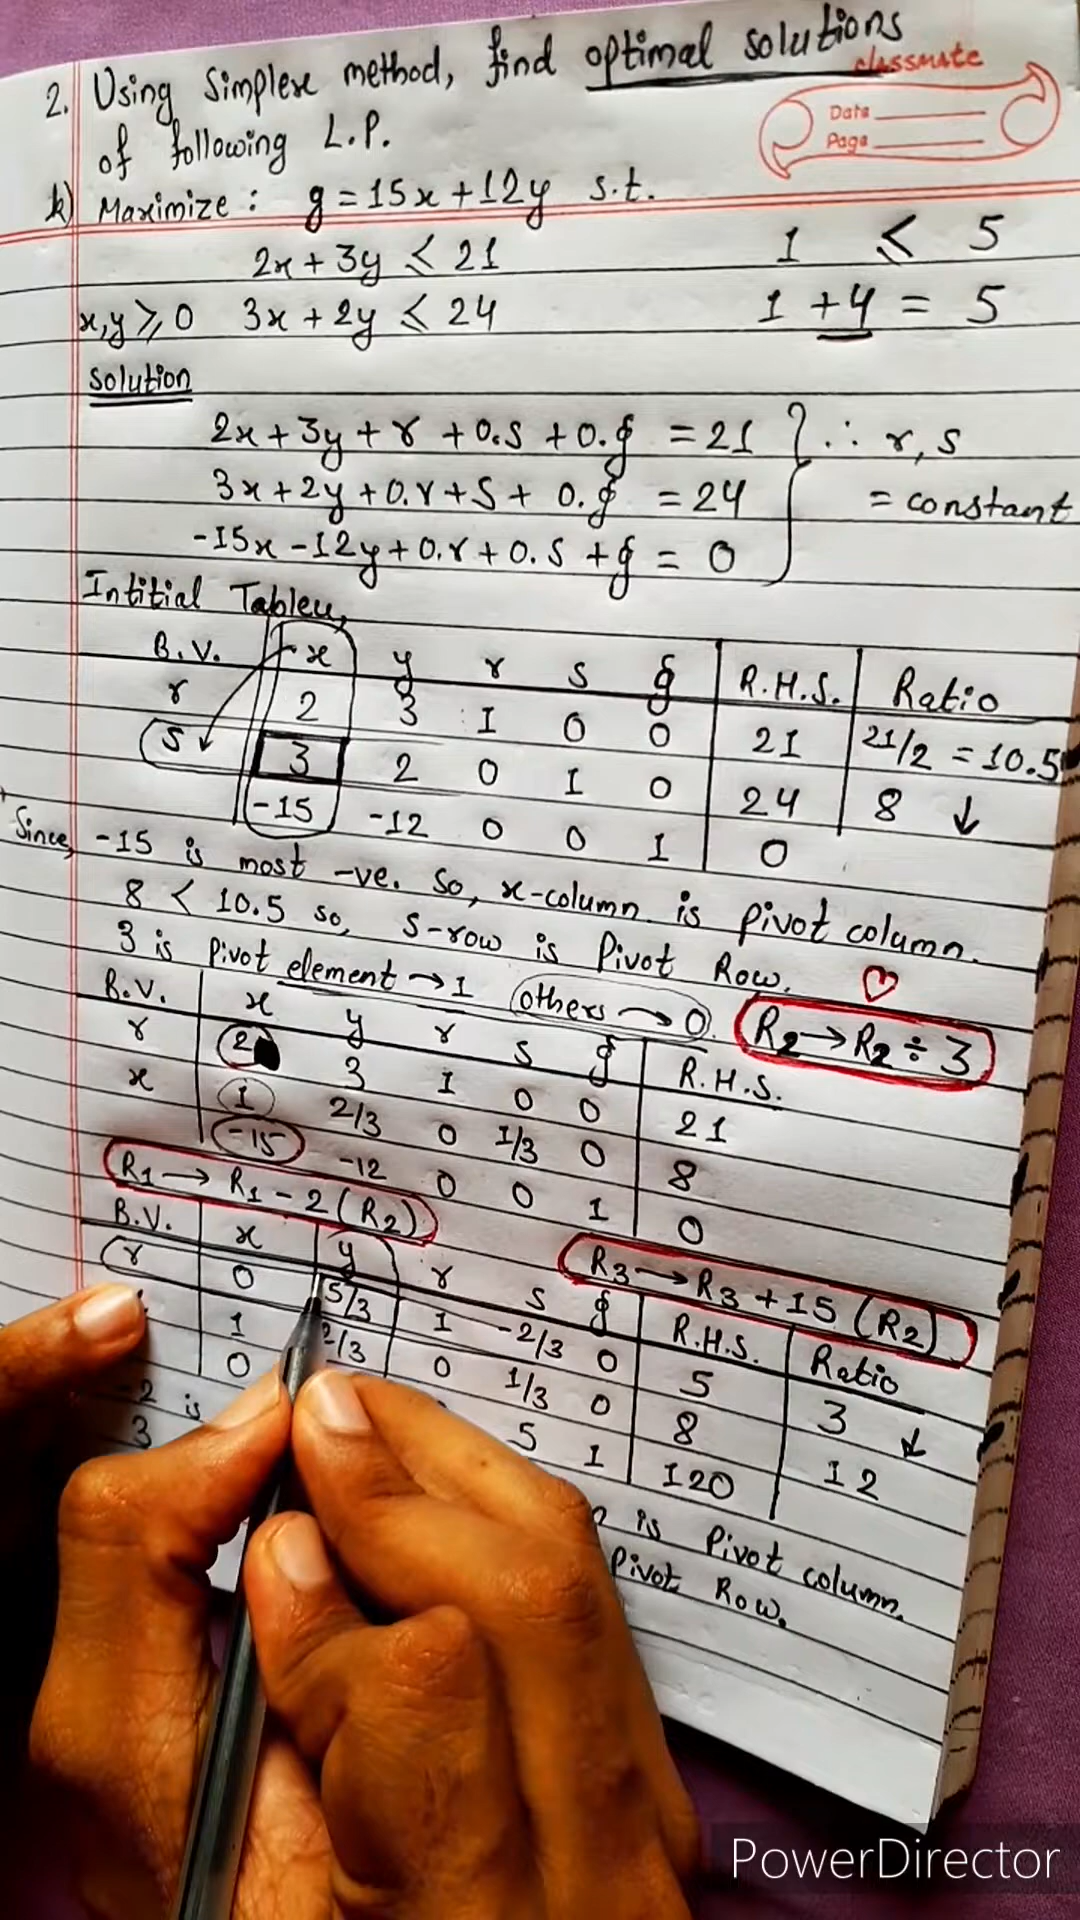 2. Using Simplex method, find optimal solutions
classmate
of following L.P.
Date
Page
k) Maximize : g = 15x + 12y s.t.
2x + 3y ≤ 21
1 ≤ 5
x,y ≥ 0 3x + 2y ≤ 24
1 + 4 = 5
Solution
2x + 3y + r + 0.s + 0.g = 21 } ∴ r, s
3x + 2y + 0.r + s + 0.g = 24 = constant
-15x - 12y + 0.r + 0.s + g = 0
Intitial Tableu,
B.V. x y r s g R.H.S. Ratio
r 2 3 1 0 0 21 21/2 = 10.5
s 3 2 0 1 0 24 8 ↓
-15 -12 0 0 1 0
Since, -15 is most -ve. So, x-column is pivot column.
8 < 10.5 so, s-row is Pivot Row.
3 is pivot element → 1 others → 0. R2 → R2 ÷ 3
B.V. x y r s g R.H.S.
r 2 3 1 0 0 21
x 1 2/3 0 1/3 0 8
-15 -12 0 0 1 0
R1 → R1 - 2 (R2)
R3 → R3 + 15 (R2)
B.V. x y r s g R.H.S. Ratio
r 0 5/3 1 -2/3 0 5 3 ↓
1 2/3 0 1/3 0 8 12
0 5 1 120
-2 is is Pivot column.
3 Pivot Row.
PowerDirector